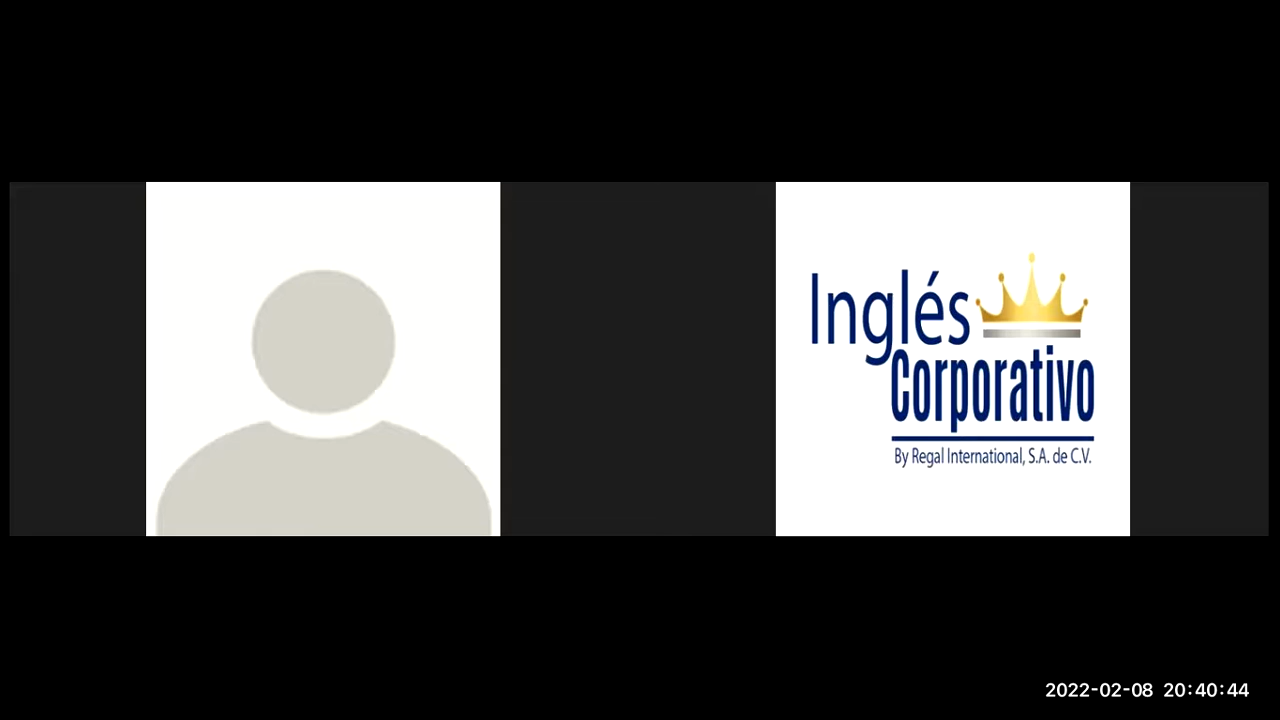 Inglés
Corporativo
By Regal International, S.A. de C.V.
2022-02-08 20:40:44